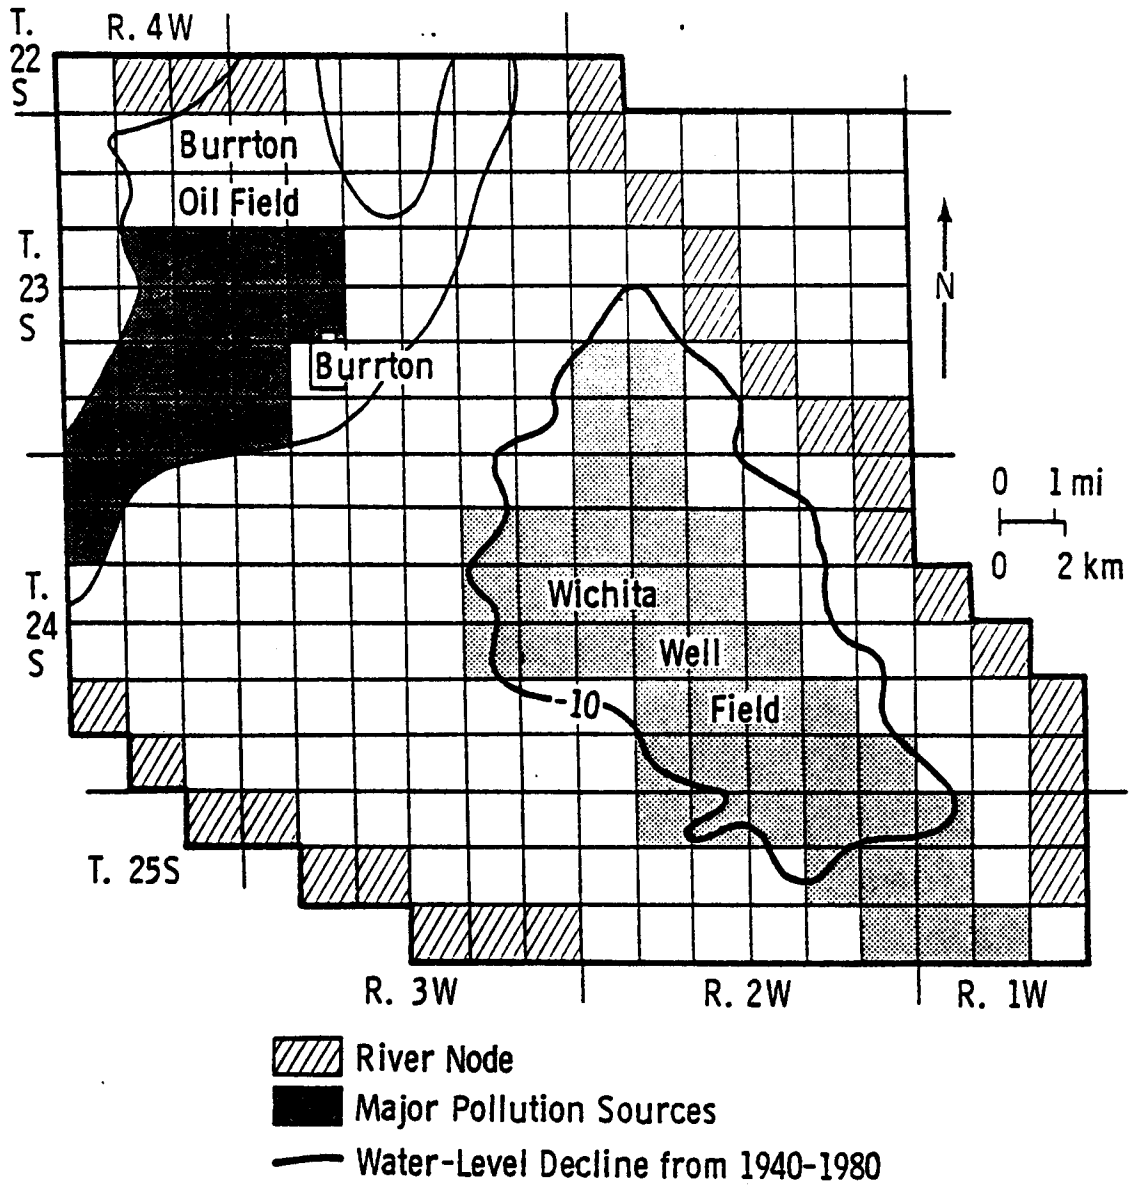 T.
22
S
R. 4W
Burrton
Oil Field
T.
23
S
N
Burrton
0 1 mi
0 2 km
Wichita
T.
24
S
Well
-10
Field
T. 25S
R. 3W
R. 2W
R. 1W
River Node
Major Pollution Sources
Water-Level Decline from 1940-1980